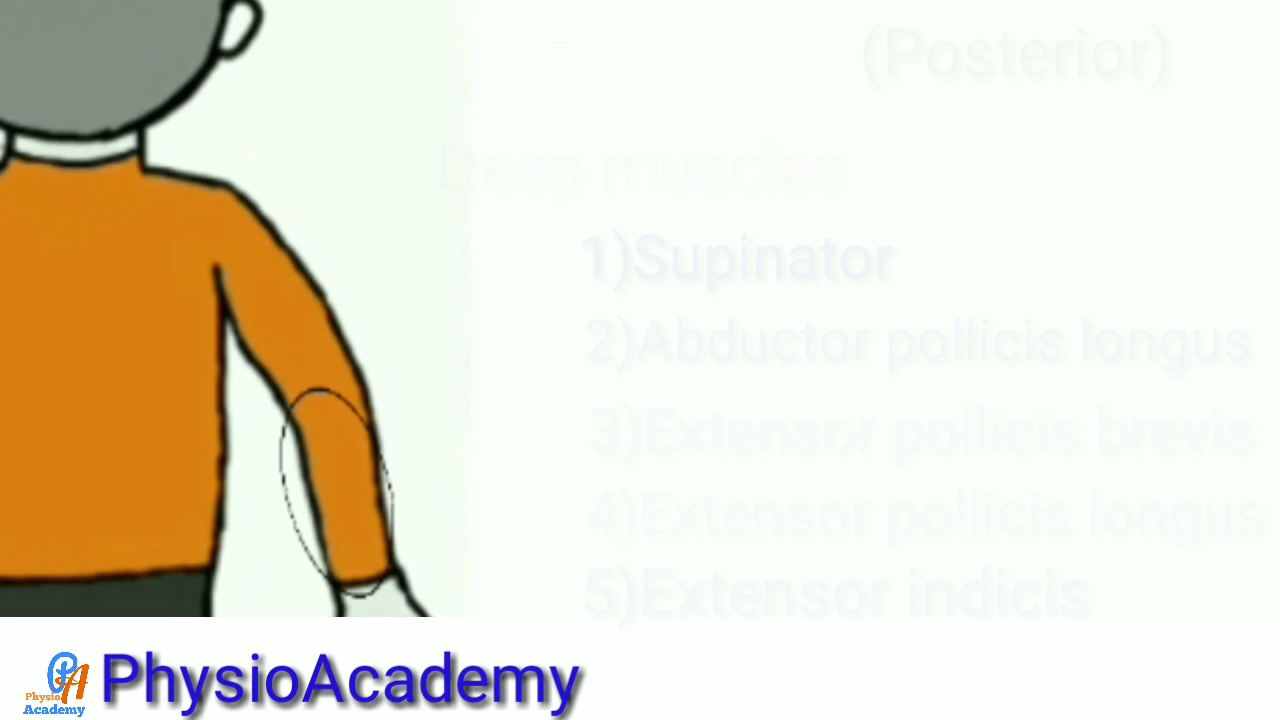 (Posterior)
Deep muscles
1)Supinator
2)Abductor pollicis longus
3)Extensor pollicis brevis
4)Extensor pollicis longus
5)Extensor indicis
PhysioAcademy
Physio
Academy